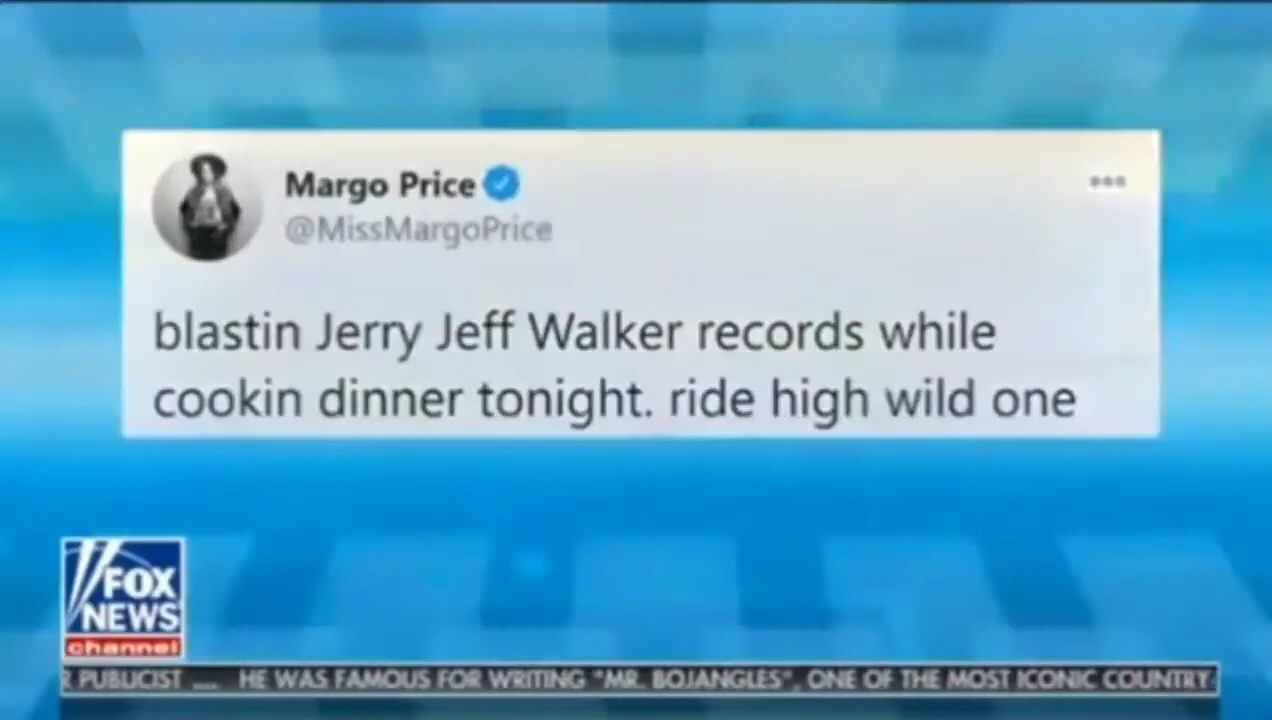 Margo Price
@MissMargoPrice
blastin Jerry Jeff Walker records while
cookin dinner tonight. ride high wild one
FOX
NEWS
channel
R PUBLICIST .... HE WAS FAMOUS FOR WRITING "MR. BOJANGLES", ONE OF THE MOST ICONIC COUNTRY